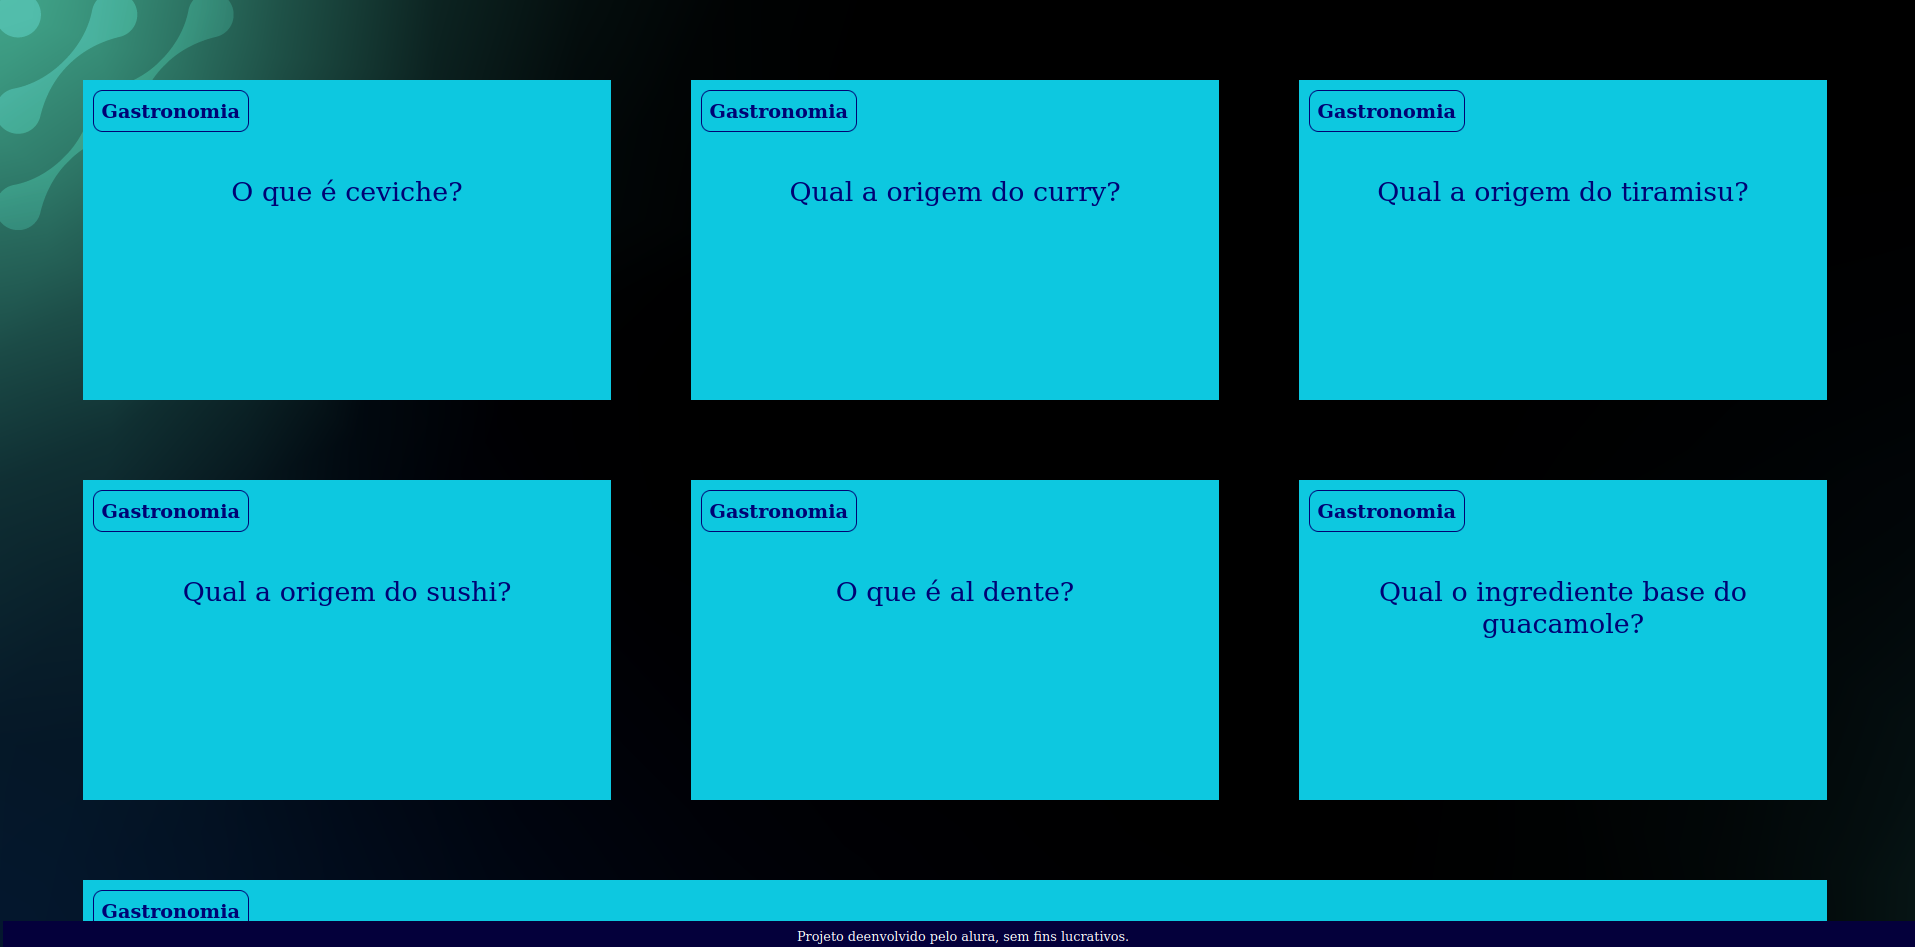 Gastronomia
O que é ceviche?
Gastronomia
Qual a origem do curry?
Gastronomia
Qual a origem do tiramisu?
Gastronomia
Qual a origem do sushi?
Gastronomia
O que é al dente?
Gastronomia
Qual o ingrediente base do
guacamole?
Gastronomia
Projeto deenvolvido pelo alura, sem fins lucrativos.